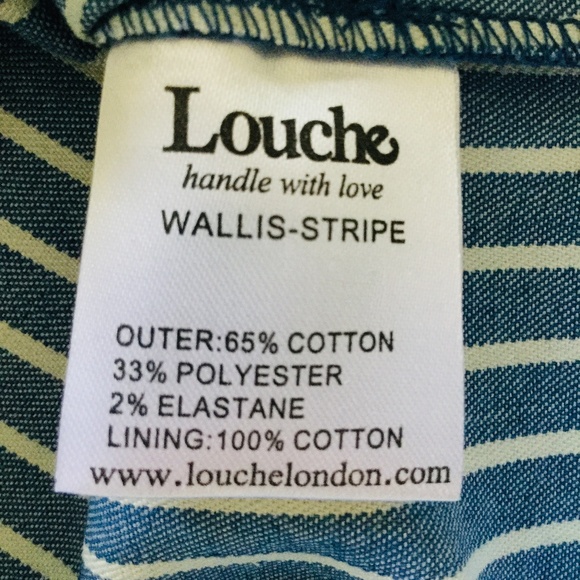 Louche
handle with love
WALLIS-STRIPE
OUTER:65% COTTON
33% POLYESTER
2% ELASTANE
LINING:100% COTTON
www.louchelondon.com